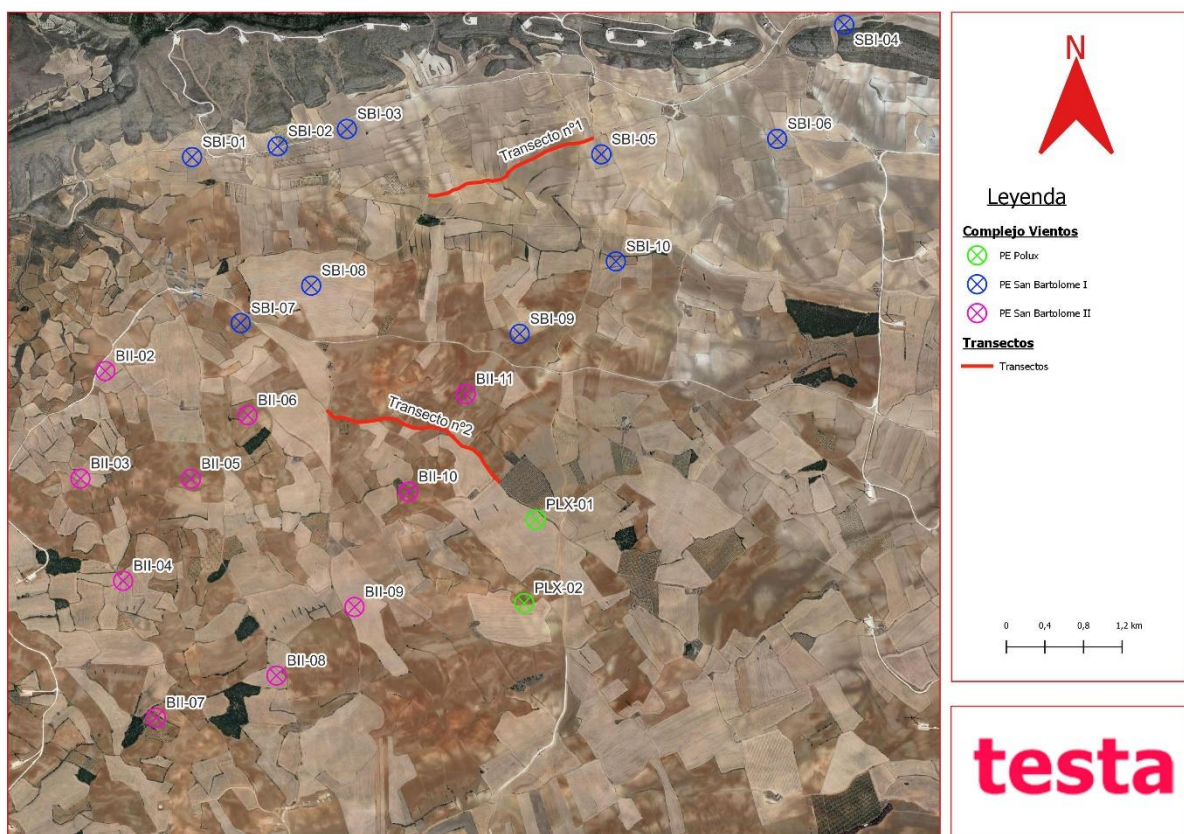 SBI-04
SBI-03
SBI-02
SBI-01
Transecto nº1
SBI-05
SBI-06
SBI-10
SBI-08
SBI-07
SBI-09
BII-02
BII-11
BII-06
Transecto nº2
BII-03
BII-05
BII-10
PLX-01
BII-04
PLX-02
BII-09
BII-08
BII-07
N
Leyenda
Complejo Vientos
PE Polux
PE San Bartolome I
PE San Bartolome II
Transectos
Transectos
0 0,4 0,8 1,2 km
testa